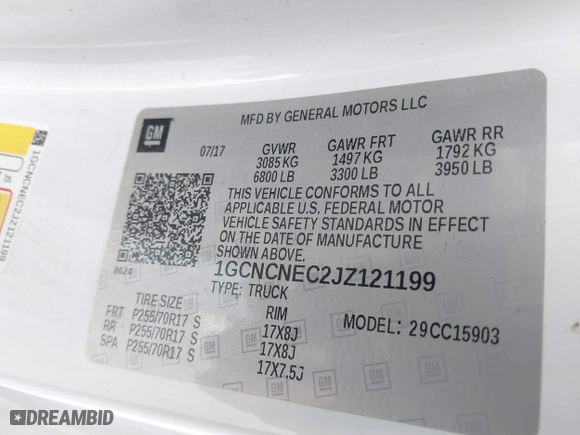 MFD BY GENERAL MOTORS LLC
GM
07/17
GVWR GAWR FRT GAWR RR
3085 KG 1497 KG 1792 KG
6800 LB 3300 LB 3950 LB
THIS VEHICLE CONFORMS TO ALL
APPLICABLE U.S. FEDERAL MOTOR
VEHICLE SAFETY STANDARDS IN EFFECT
ON THE DATE OF MANUFACTURE SHOWN ABOVE.
8624
1GCNCNEC2JZ121199
TYPE: TRUCK
TIRE SIZE RIM
FRT P255/70R17 S 17X8J
RR P255/70R17 S 17X8J
SPA P255/70R17 S 17X7.5J
MODEL: 29CC15903
1GCNCNEC2JZ121199
DREAMBID